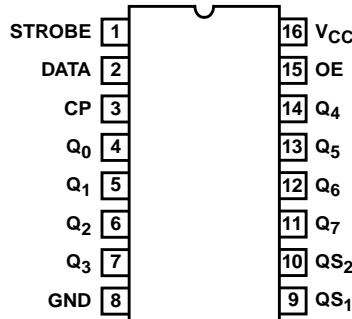 STROBE 1 16 VCC
DATA 2 15 OE
CP 3 14 Q4
Q0 4 13 Q5
Q1 5 12 Q6
Q2 6 11 Q7
Q3 7 10 QS2
GND 8 9 QS1